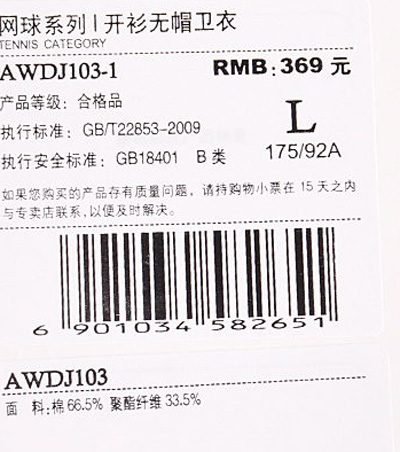 网球系列 | 开衫无帽卫衣
TENNIS CATEGORY
AWDJ103-1 RMB:369 元
产品等级: 合格品
执行标准: GB/T22853-2009
L
执行安全标准: GB18401 B 类
175/92A
如果您购买的产品存有质量问题, 请持购物小票在 15 天之内
与专卖店联系,以便及时解决。
6 901034 582651
AWDJ103
面 料:棉 66.5% 聚酯纤维 33.5%